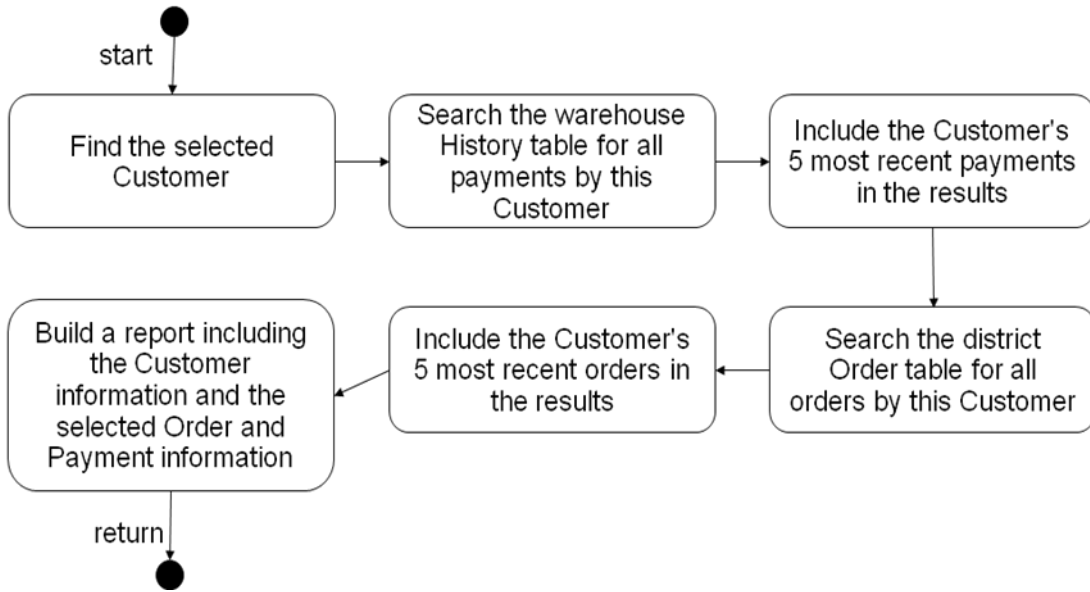 start
Find the selected
Customer
Search the warehouse
History table for all
payments by this
Customer
Include the Customer's
5 most recent payments
in the results
Search the district
Order table for all
orders by this Customer
Include the Customer's
5 most recent orders in
the results
Build a report including
the Customer
information and the
selected Order and
Payment information
return